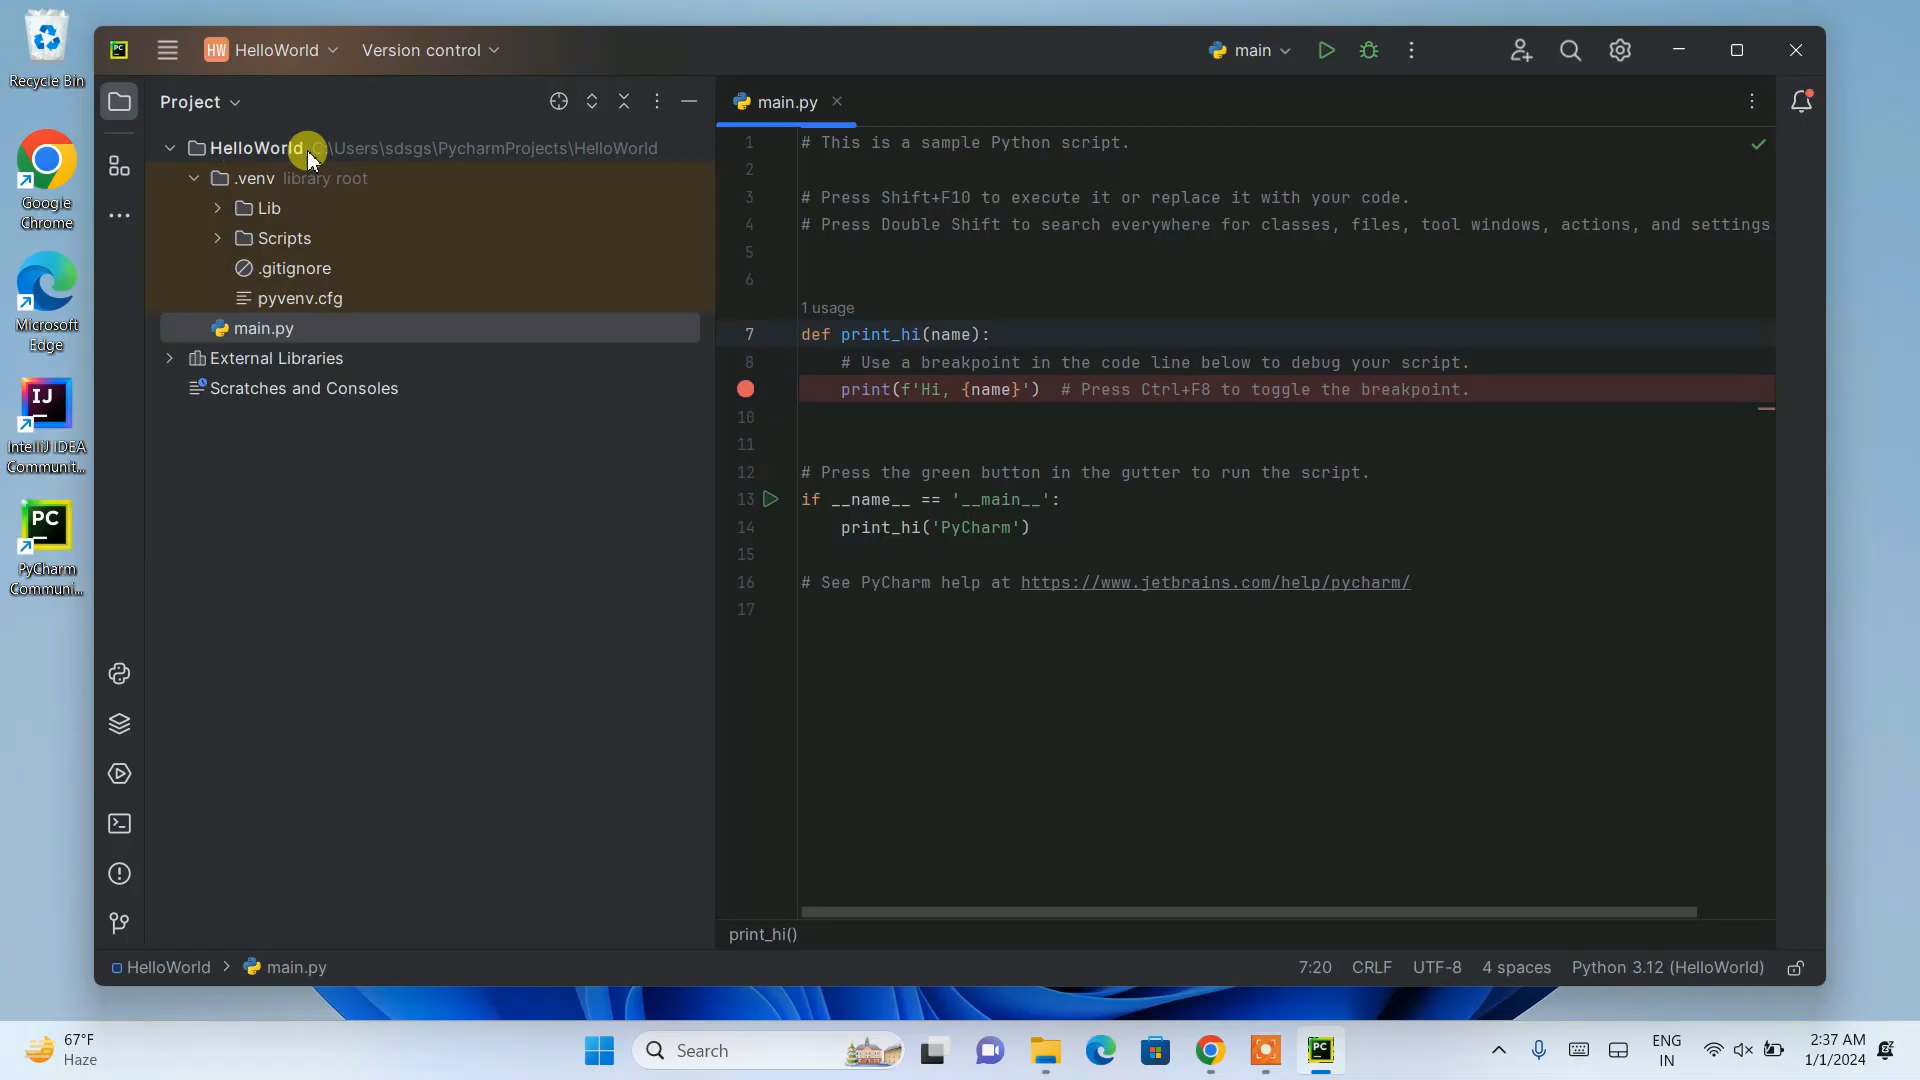 Recycle Bin
Google
Chrome
Microsoft
Edge
IJ
IntelliJ IDEA
Communit...
PC
PyCharm
Communi...
PC
HW HelloWorld
Version control
main
Project
HelloWorld C:\Users\sdsgs\PycharmProjects\HelloWorld
.venv library root
Lib
Scripts
.gitignore
pyvenv.cfg
main.py
External Libraries
Scratches and Consoles
main.py
1 # This is a sample Python script.
2
3 # Press Shift+F10 to execute it or replace it with your code.
4 # Press Double Shift to search everywhere for classes, files, tool windows, actions, and settings
5
6
1 usage
7 def print_hi(name):
8 # Use a breakpoint in the code line below to debug your script.
print(f'Hi, {name}') # Press Ctrl+F8 to toggle the breakpoint.
10
11
12 # Press the green button in the gutter to run the script.
13 if __name__ == '__main__':
14 print_hi('PyCharm')
15
16 # See PyCharm help at https://www.jetbrains.com/help/pycharm/
17
print_hi()
HelloWorld > main.py
7:20 CRLF UTF-8 4 spaces Python 3.12 (HelloWorld)
67°F
Haze
Search
PC
ENG
IN
2:37 AM
1/1/2024